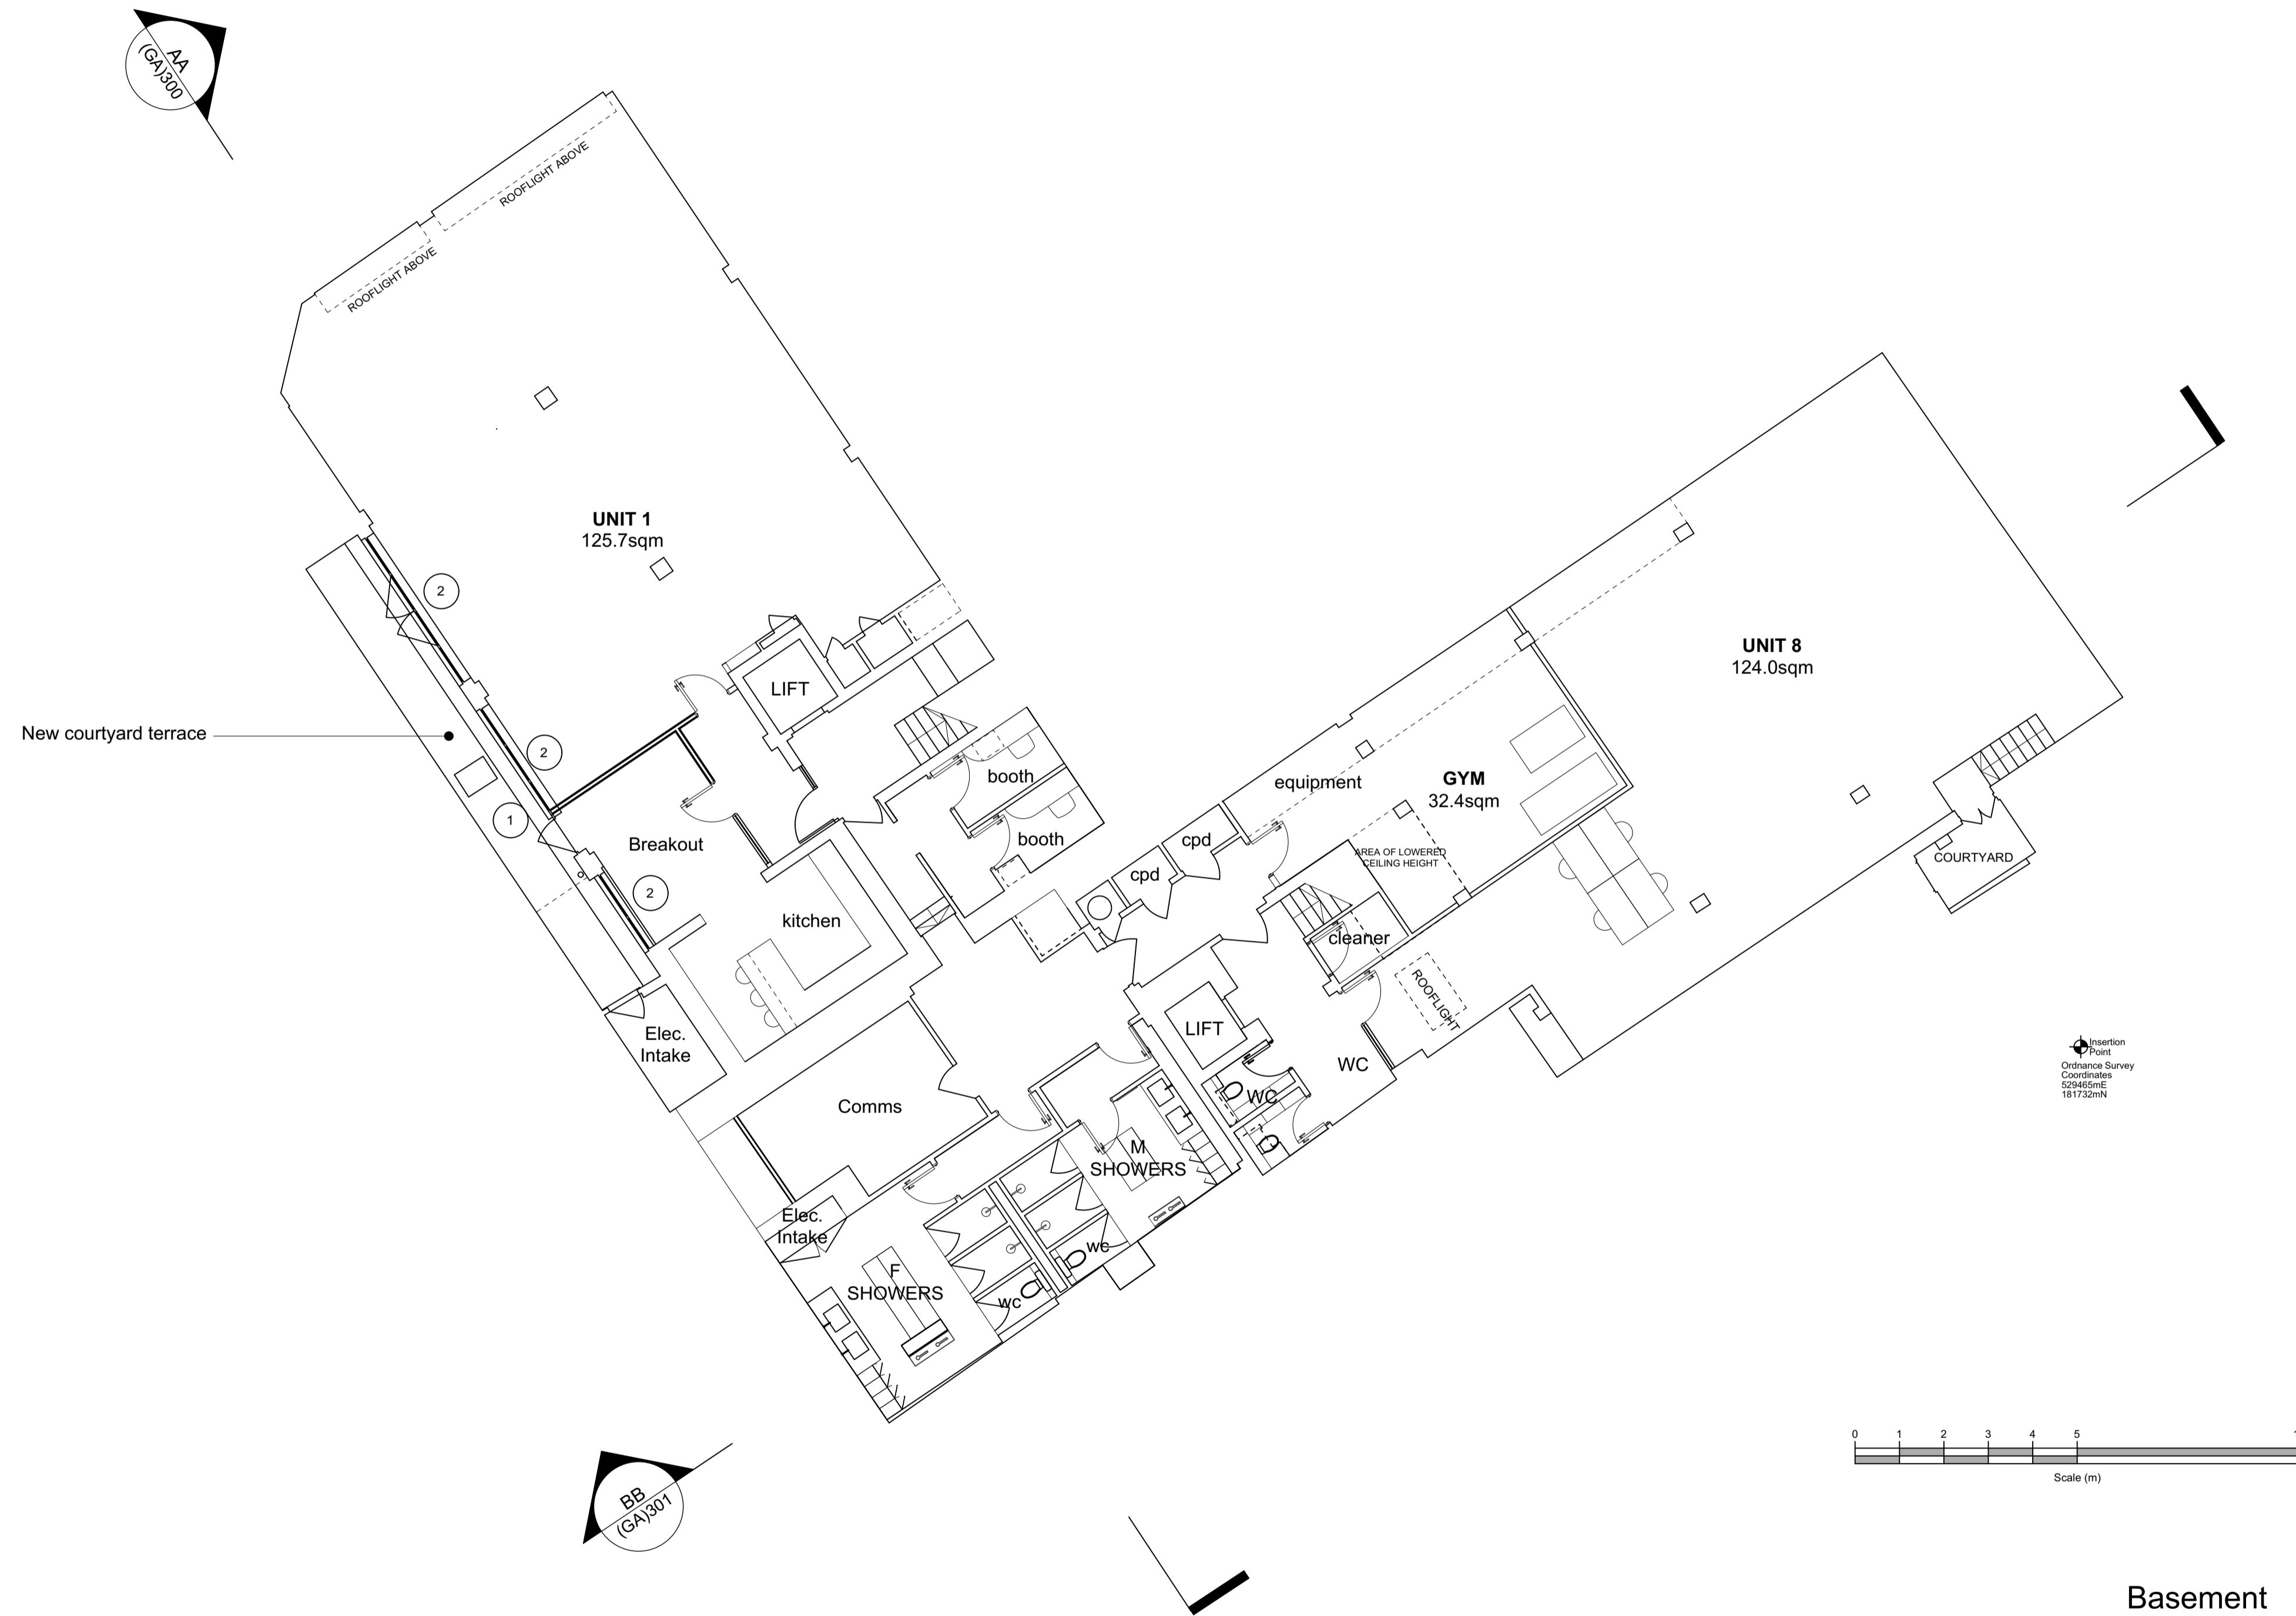 AA
(GA)300
ROOFLIGHT ABOVE
ROOFLIGHT ABOVE
UNIT 1
125.7sqm
2
LIFT
UNIT 8
124.0sqm
New courtyard terrace
2
booth
equipment
GYM
32.4sqm
1
Breakout
booth
cpd
AREA OF LOWERED
CEILING HEIGHT
COURTYARD
cpd
2
kitchen
cleaner
ROOFLIGHT
LIFT
Elec.
Intake
WC
Insertion
Point
Ordnance Survey
Coordinates
529465mE
181732mN
WC
Comms
M
SHOWERS
Elec.
Intake
wc
F
SHOWERS
wc
0 1 2 3 4 5 1
Scale (m)
BB
(GA)301
Basement